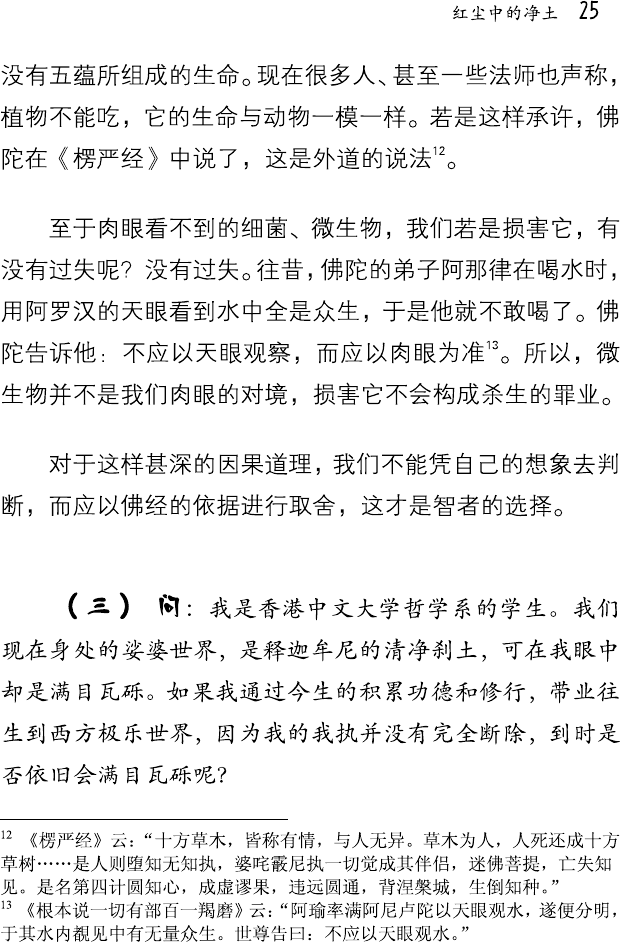 红尘中的净土 25
没有五蕴所组成的生命。现在很多人、甚至一些法师也声称，
植物不能吃，它的生命与动物一模一样。若是这样承许，佛
陀在《楞严经》中说了，这是外道的说法12。
至于肉眼看不到的细菌、微生物，我们若是损害它，有
没有过失呢？没有过失。往昔，佛陀的弟子阿那律在喝水时，
用阿罗汉的天眼看到水中全是众生，于是他就不敢喝了。佛
陀告诉他：不应以天眼观察，而应以肉眼为准13。所以，微
生物并不是我们肉眼的对境，损害它不会构成杀生的罪业。
对于这样甚深的因果道理，我们不能凭自己的想象去判
断，而应以佛经的依据进行取舍，这才是智者的选择。
（三） 问：我是香港中文大学哲学系的学生。我们
现在身处的娑婆世界，是释迦牟尼的清净刹土，可在我眼中
却是满目瓦砾。如果我通过今生的积累功德和修行，带业往
生到西方极乐世界，因为我的我执并没有完全断除，到时是
否依旧会满目瓦砾呢？
12 《楞严经》云：“十方草木，皆称有情，与人无异。草木为人，人死还成十方
草树……是人则堕知无知执，婆咤霰尼执一切觉成其伴侣，迷佛菩提，亡失知
见。是名第四计圆知心，成虚谬果，违远圆通，背涅槃城，生倒知种。”
13 《根本说一切有部百一羯磨》云：“阿瑜率满阿尼卢陀以天眼观水，遂便分明，
于其水内覩见中有无量众生。世尊告曰：不应以天眼观水。”